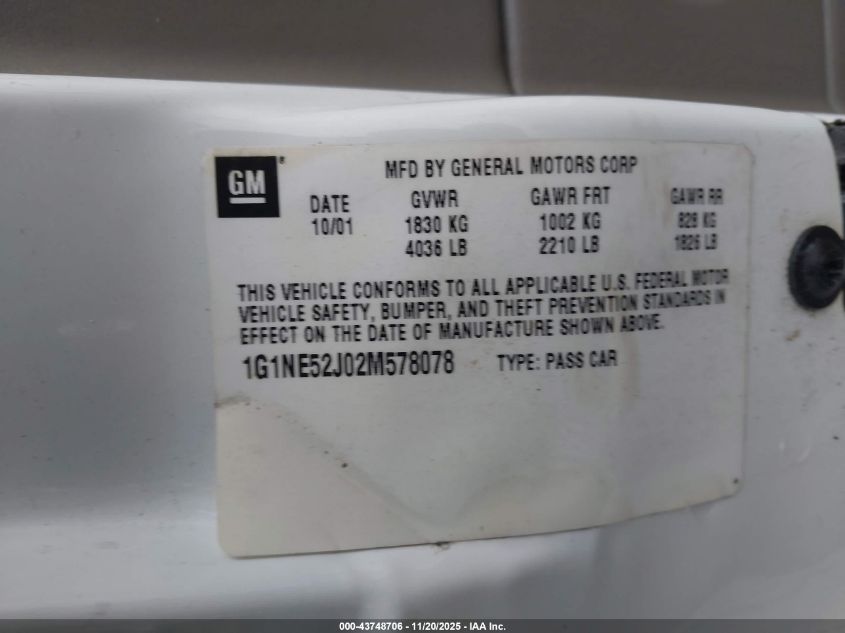 GM ®
MFD BY GENERAL MOTORS CORP
DATE GVWR GAWR FRT GAWR RR
10/01 1830 KG 1002 KG 828 KG
4036 LB 2210 LB 1826 LB
THIS VEHICLE CONFORMS TO ALL APPLICABLE U.S. FEDERAL MOTOR
VEHICLE SAFETY, BUMPER, AND THEFT PREVENTION STANDARDS IN
EFFECT ON THE DATE OF MANUFACTURE SHOWN ABOVE.
1G1NE52J02M578078 TYPE: PASS CAR
000-43748706 - 11/20/2025 - IAA Inc.